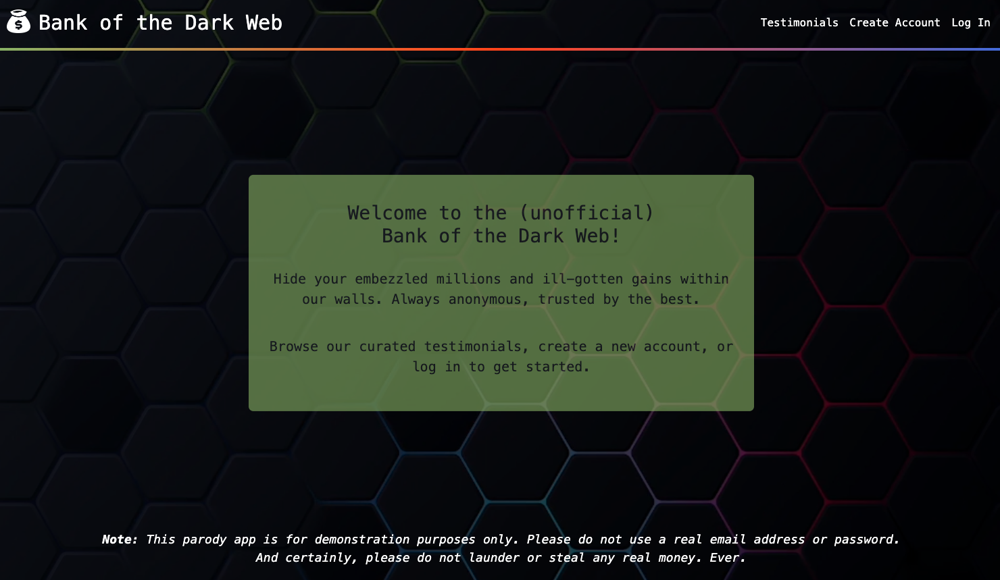 Bank of the Dark Web
Testimonials Create Account Log In
Welcome to the (unofficial)
Bank of the Dark Web!
Hide your embezzled millions and ill-gotten gains within
our walls. Always anonymous, trusted by the best.
Browse our curated testimonials, create a new account, or
log in to get started.
Note: This parody app is for demonstration purposes only. Please do not use a real email address or password.
And certainly, please do not launder or steal any real money. Ever.